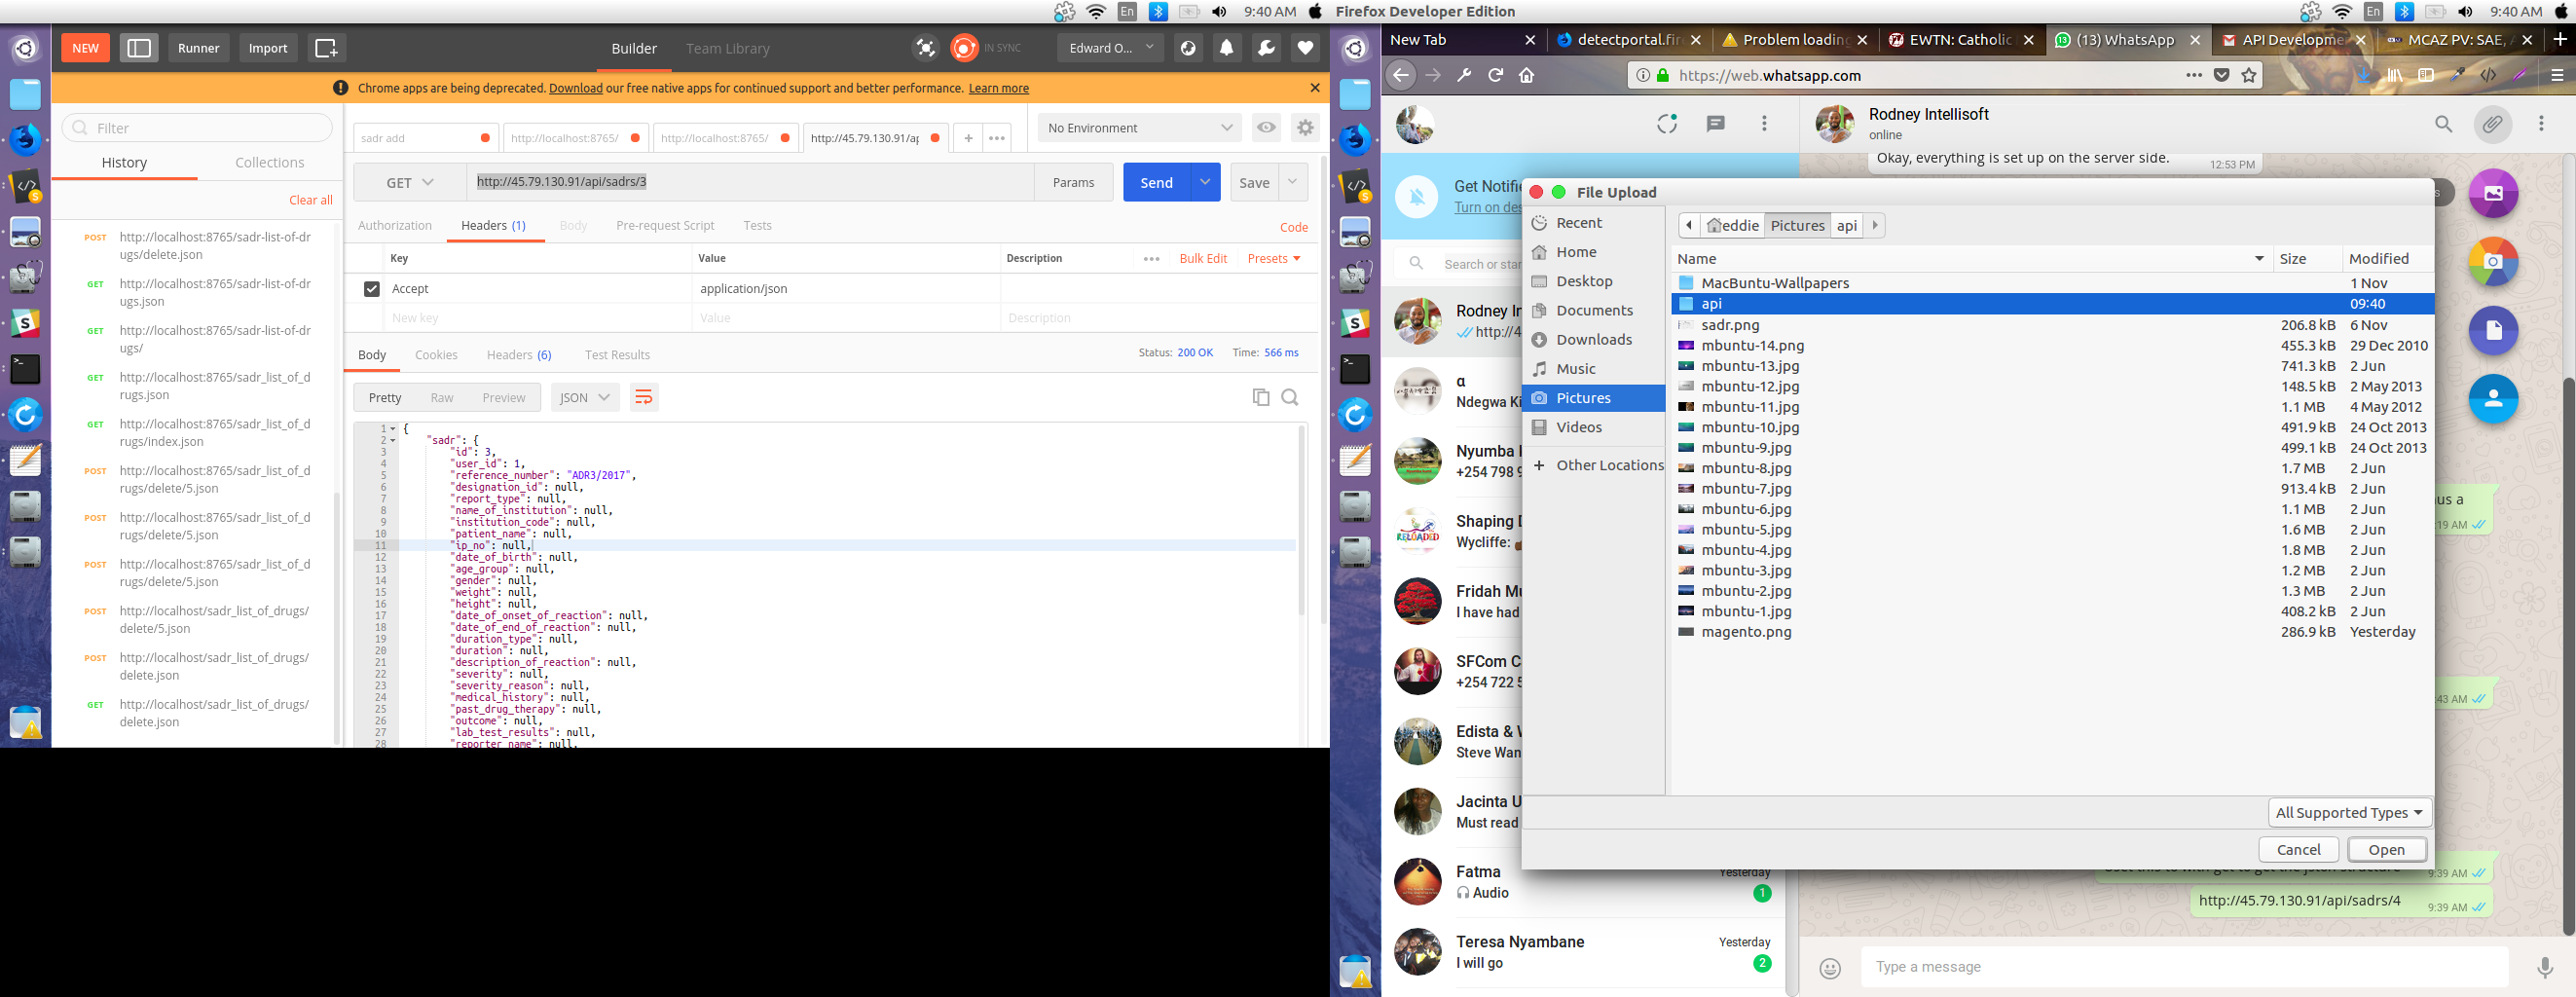 En
9:40 AM
Firefox Developer Edition
En
9:40 AM
NEW
Runner
Import
Builder
Team Library
IN SYNC
Edward O...
Chrome apps are being deprecated. Download our free native apps for continued support and better performance. Learn more
Filter
History
Collections
Clear all
POST http://localhost:8765/sadr-list-of-dr
ugs/delete.json
GET http://localhost:8765/sadr-list-of-dr
ugs.json
GET http://localhost:8765/sadr-list-of-dr
ugs/
GET http://localhost:8765/sadr_list_of_d
rugs.json
GET http://localhost:8765/sadr_list_of_d
rugs/index.json
POST http://localhost:8765/sadr_list_of_d
rugs/delete/5.json
POST http://localhost:8765/sadr_list_of_d
rugs/delete/5.json
POST http://localhost:8765/sadr_list_of_d
rugs/delete/5.json
POST http://localhost/sadr_list_of_drugs/
delete/5.json
POST http://localhost/sadr_list_of_drugs/
delete.json
GET http://localhost/sadr_list_of_drugs/
delete.json
sadr add
http://localhost:8765/
http://localhost:8765/
http://45.79.130.91/ap
No Environment
GET
http://45.79.130.91/api/sadrs/3
Params
Send
Save
Authorization
Headers (1)
Body
Pre-request Script
Tests
Code
Key
Value
Description
Bulk Edit
Presets
Accept
application/json
New key
Value
Description
Body
Cookies
Headers (6)
Test Results
Status: 200 OK
Time: 566 ms
Pretty
Raw
Preview
JSON
1 {
2 "sadr": {
3 "id": 3,
4 "user_id": 1,
5 "reference_number": "ADR3/2017",
6 "designation_id": null,
7 "report_type": null,
8 "name_of_institution": null,
9 "institution_code": null,
10 "patient_name": null,
11 "ip_no": null,
12 "date_of_birth": null,
13 "age_group": null,
14 "gender": null,
15 "weight": null,
16 "height": null,
17 "date_of_onset_of_reaction": null,
18 "date_of_end_of_reaction": null,
19 "duration_type": null,
20 "duration": null,
21 "description_of_reaction": null,
22 "severity": null,
23 "severity_reason": null,
24 "medical_history": null,
25 "past_drug_therapy": null,
26 "outcome": null,
27 "lab_test_results": null,
28 "reporter_name": null,
New Tab
detectportal.fir
Problem loading
EWTN: Catholic
(13) WhatsApp
API Developme
MCAZ PV: SAE, A
https://web.whatsapp.com
Rodney Intellisoft
online
Okay, everything is set up on the server side.
12:53 PM
Get Notifi
Turn on des
Search or star
Rodney In
http://4
α
Ndegwa Ki
Nyumba
+254 798 9
Shaping D
Wycliffe:
Fridah Mu
I have had
SFCom C
+254 722 5
Edista &
Steve Wan
Jacinta U
Must read
Fatma
Yesterday
Audio
1
Teresa Nyambane
Yesterday
I will go
2
File Upload
Recent
Home
Desktop
Documents
Downloads
Music
Pictures
Videos
Other Locations
eddie
Pictures
api
Name
Size
Modified
MacBuntu-Wallpapers 1 Nov
api 09:40
sadr.png 206.8 kB 6 Nov
mbuntu-14.png 455.3 kB 29 Dec 2010
mbuntu-13.jpg 741.3 kB 2 Jun
mbuntu-12.jpg 148.5 kB 2 May 2013
mbuntu-11.jpg 1.1 MB 4 May 2012
mbuntu-10.jpg 491.9 kB 24 Oct 2013
mbuntu-9.jpg 499.1 kB 24 Oct 2013
mbuntu-8.jpg 1.7 MB 2 Jun
mbuntu-7.jpg 913.4 kB 2 Jun
mbuntu-6.jpg 1.1 MB 2 Jun
mbuntu-5.jpg 1.6 MB 2 Jun
mbuntu-4.jpg 1.8 MB 2 Jun
mbuntu-3.jpg 1.2 MB 2 Jun
mbuntu-2.jpg 1.3 MB 2 Jun
mbuntu-1.jpg 408.2 kB 2 Jun
magento.png 286.9 kB Yesterday
All Supported Types
Cancel
Open
us a
:19 AM
:43 AM
9:39 AM
http://45.79.130.91/api/sadrs/4
9:39 AM
Type a message